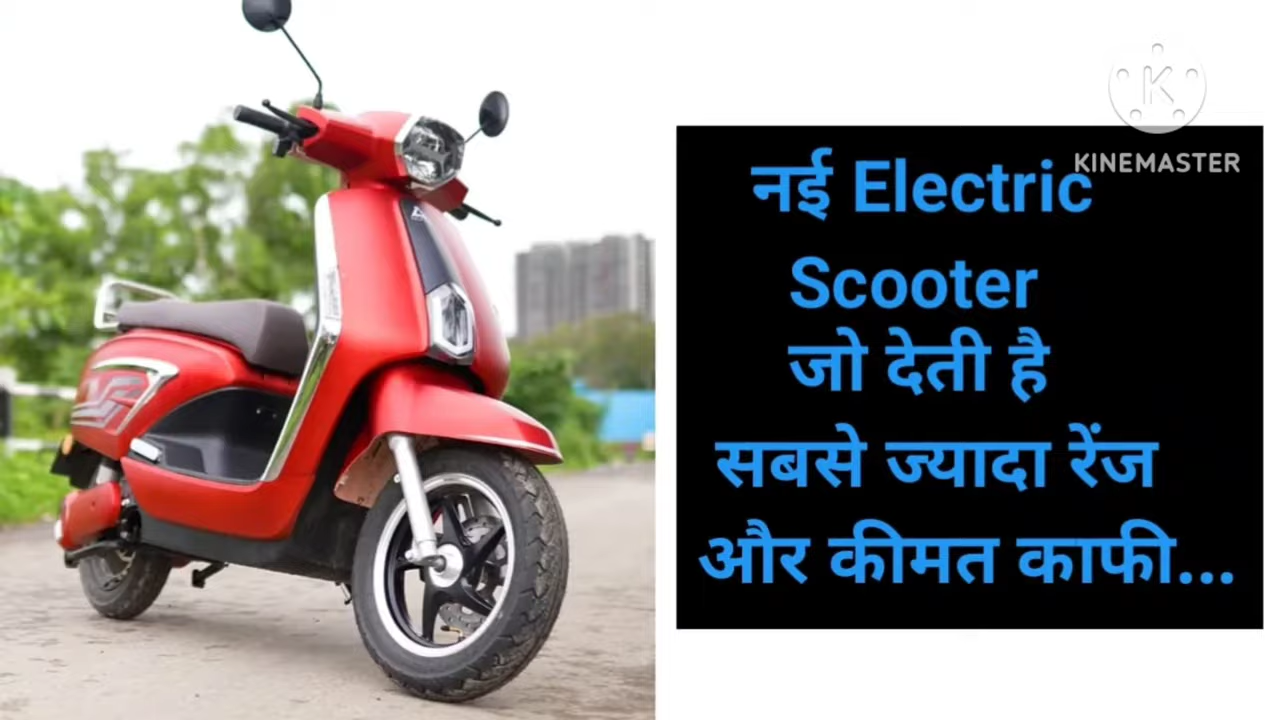 नई Electric
Scooter
जो देती है
सबसे ज्यादा रेंज
और कीमत काफी...
K
KINEMASTER